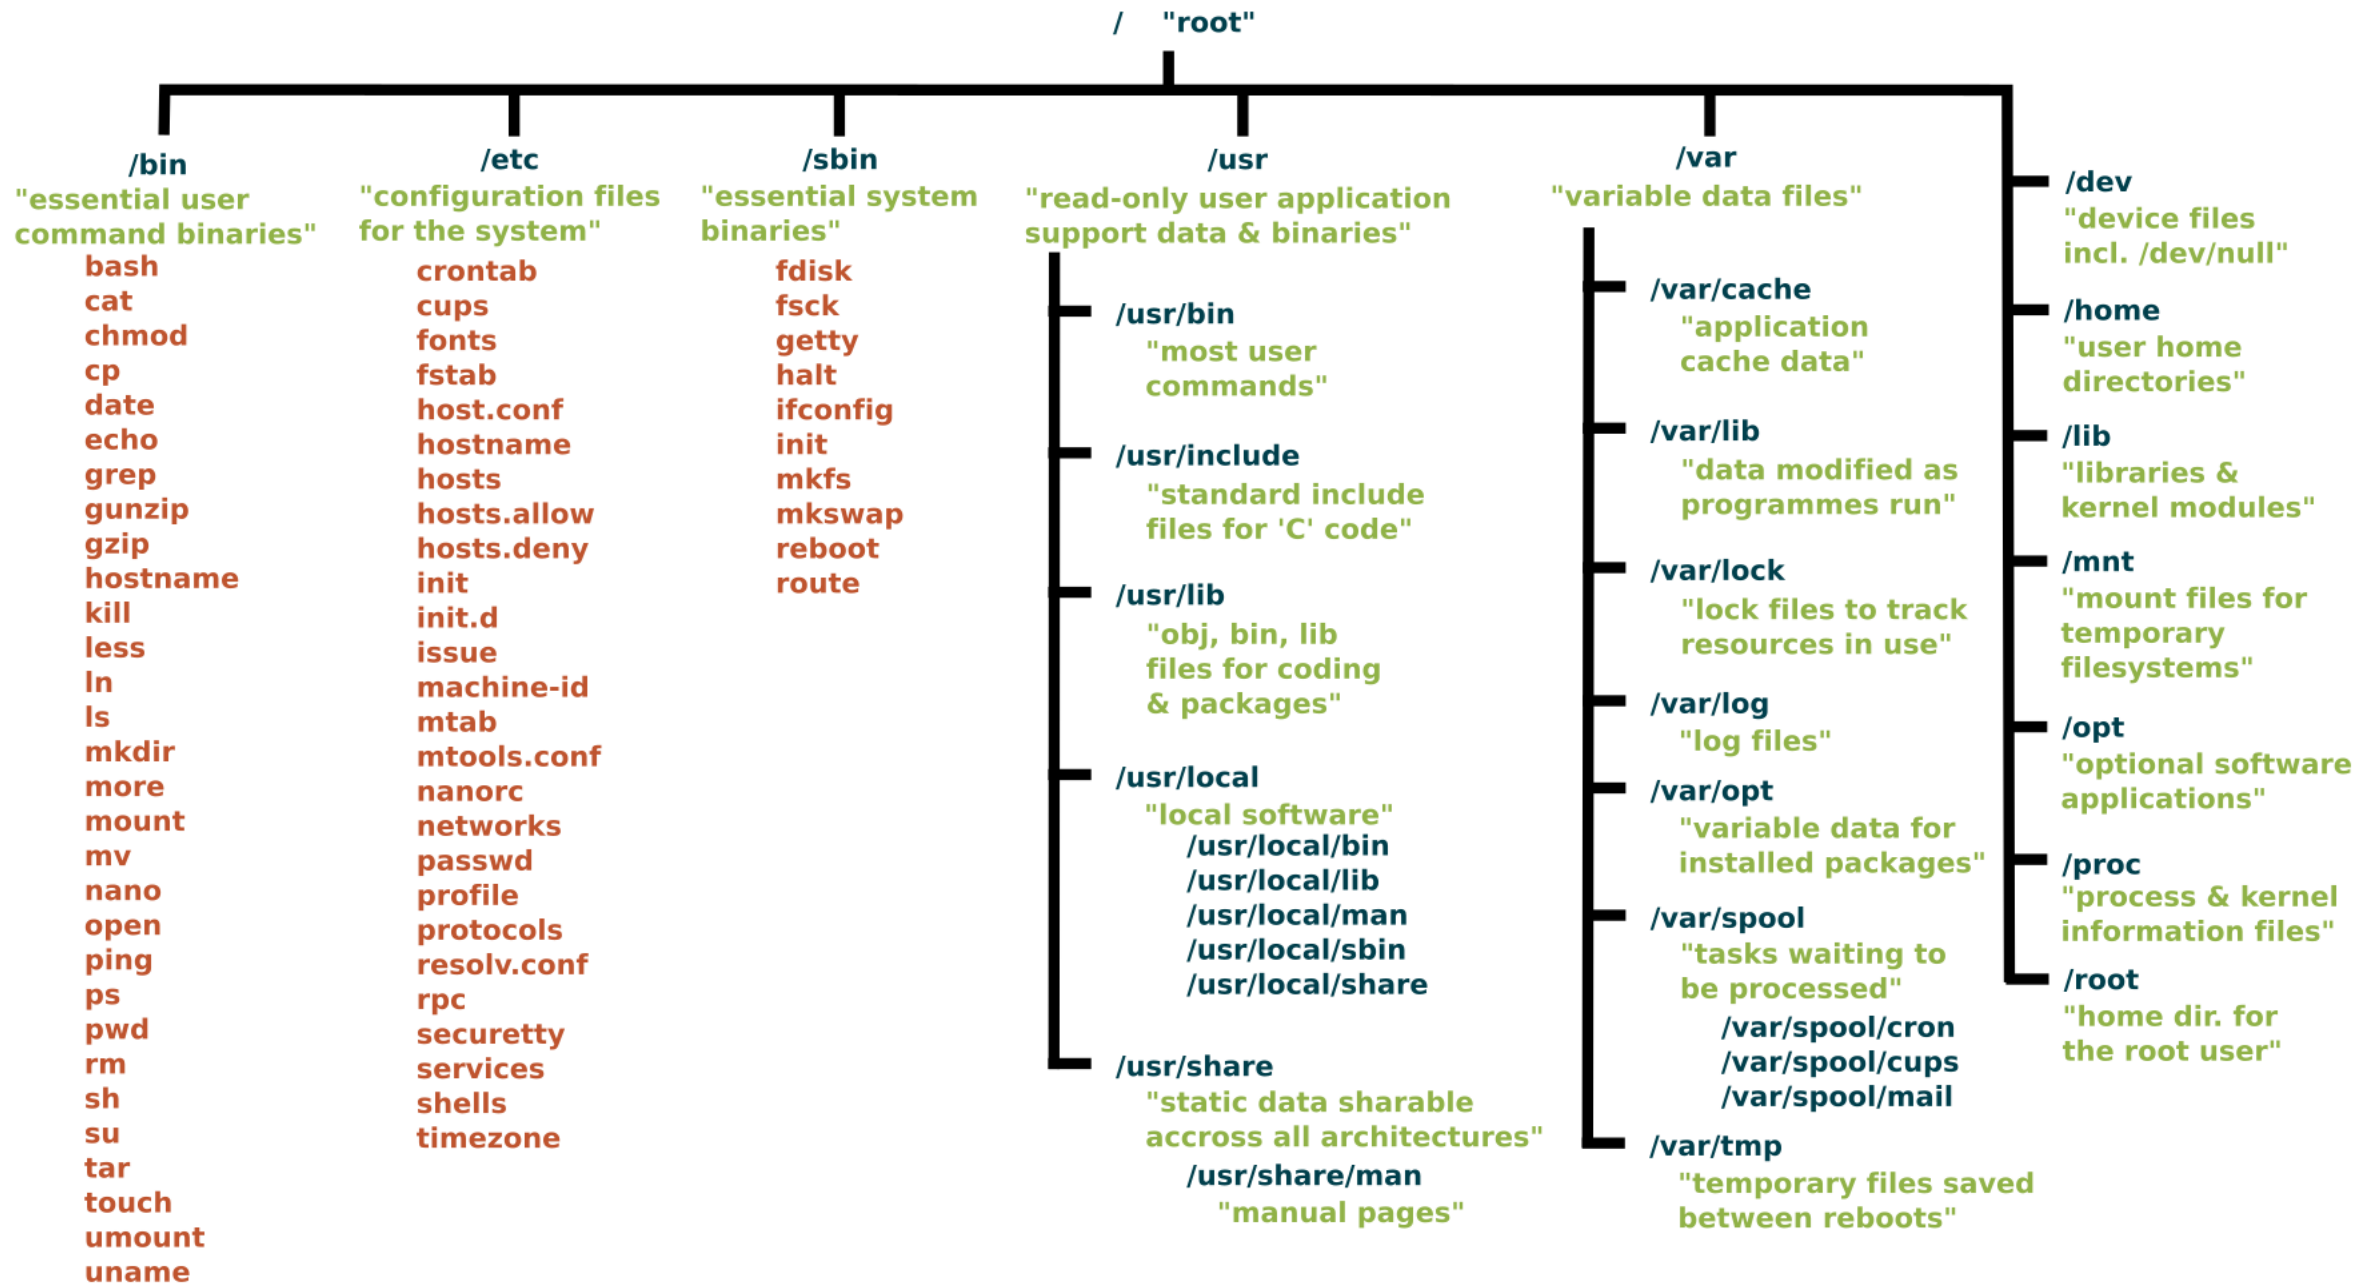 / "root"
/bin
"essential user
command binaries"
bash
cat
chmod
cp
date
echo
grep
gunzip
gzip
hostname
kill
less
ln
ls
mkdir
more
mount
mv
nano
open
ping
ps
pwd
rm
sh
su
tar
touch
umount
uname
/etc
"configuration files
for the system"
crontab
cups
fonts
fstab
host.conf
hostname
hosts
hosts.allow
hosts.deny
init
init.d
issue
machine-id
mtab
mtools.conf
nanorc
networks
passwd
profile
protocols
resolv.conf
rpc
securetty
services
shells
timezone
/sbin
"essential system
binaries"
fdisk
fsck
getty
halt
ifconfig
init
mkfs
mkswap
reboot
route
/usr
"read-only user application
support data & binaries"
/usr/bin
"most user
commands"
/usr/include
"standard include
files for 'C' code"
/usr/lib
"obj, bin, lib
files for coding
& packages"
/usr/local
"local software"
/usr/local/bin
/usr/local/lib
/usr/local/man
/usr/local/sbin
/usr/local/share
/usr/share
"static data sharable
accross all architectures"
/usr/share/man
"manual pages"
/var
"variable data files"
/var/cache
"application
cache data"
/var/lib
"data modified as
programmes run"
/var/lock
"lock files to track
resources in use"
/var/log
"log files"
/var/opt
"variable data for
installed packages"
/var/spool
"tasks waiting to
be processed"
/var/spool/cron
/var/spool/cups
/var/spool/mail
/var/tmp
"temporary files saved
between reboots"
/dev
"device files
incl. /dev/null"
/home
"user home
directories"
/lib
"libraries &
kernel modules"
/mnt
"mount files for
temporary
filesystems"
/opt
"optional software
applications"
/proc
"process & kernel
information files"
/root
"home dir. for
the root user"